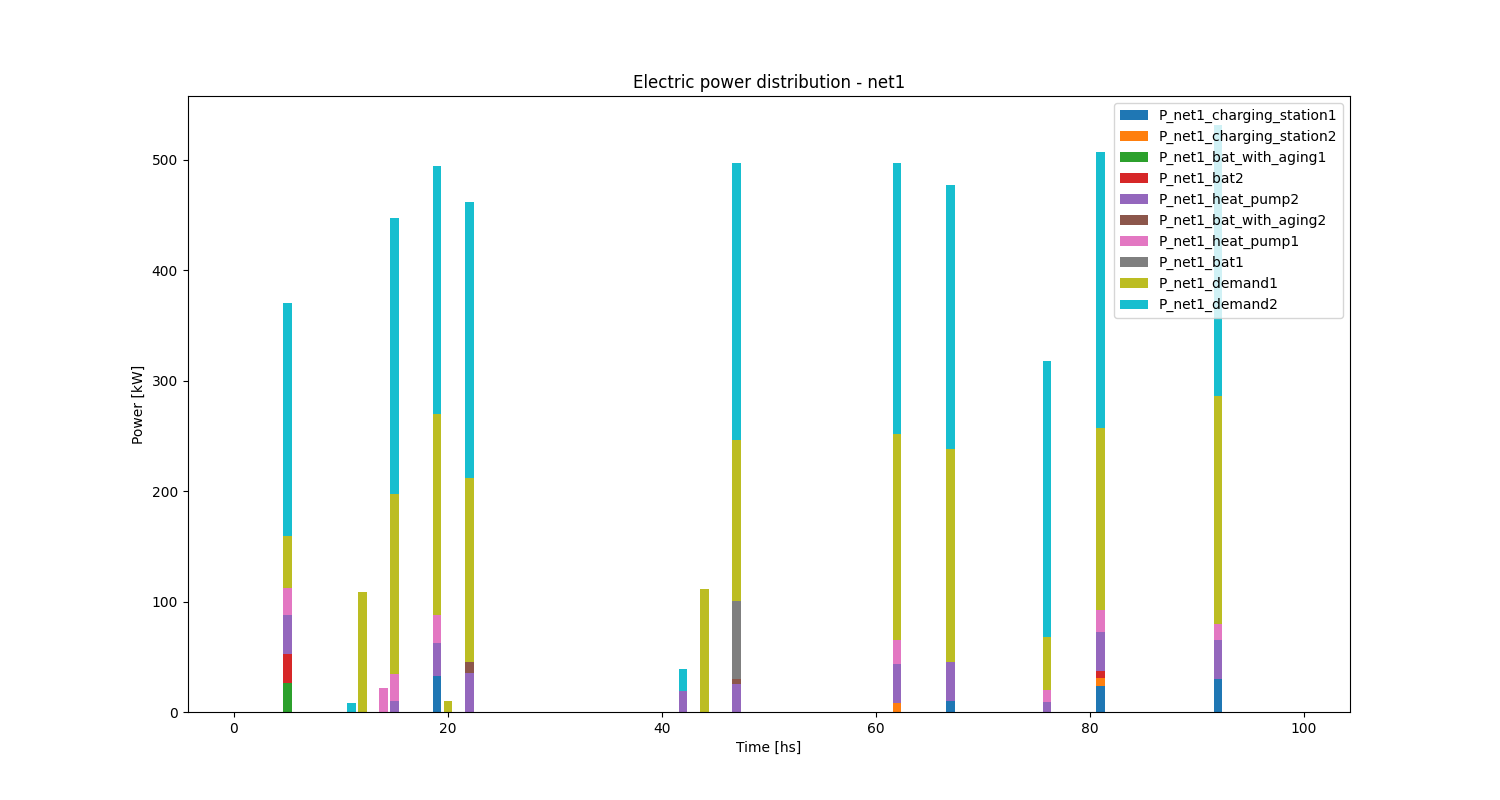 Electric power distribution - net1
Power [kW]
500
400
300
200
100
0
P_net1_charging_station1
P_net1_charging_station2
P_net1_bat_with_aging1
P_net1_bat2
P_net1_heat_pump2
P_net1_bat_with_aging2
P_net1_heat_pump1
P_net1_bat1
P_net1_demand1
P_net1_demand2
0 20 40 60 80 100
Time [hs]